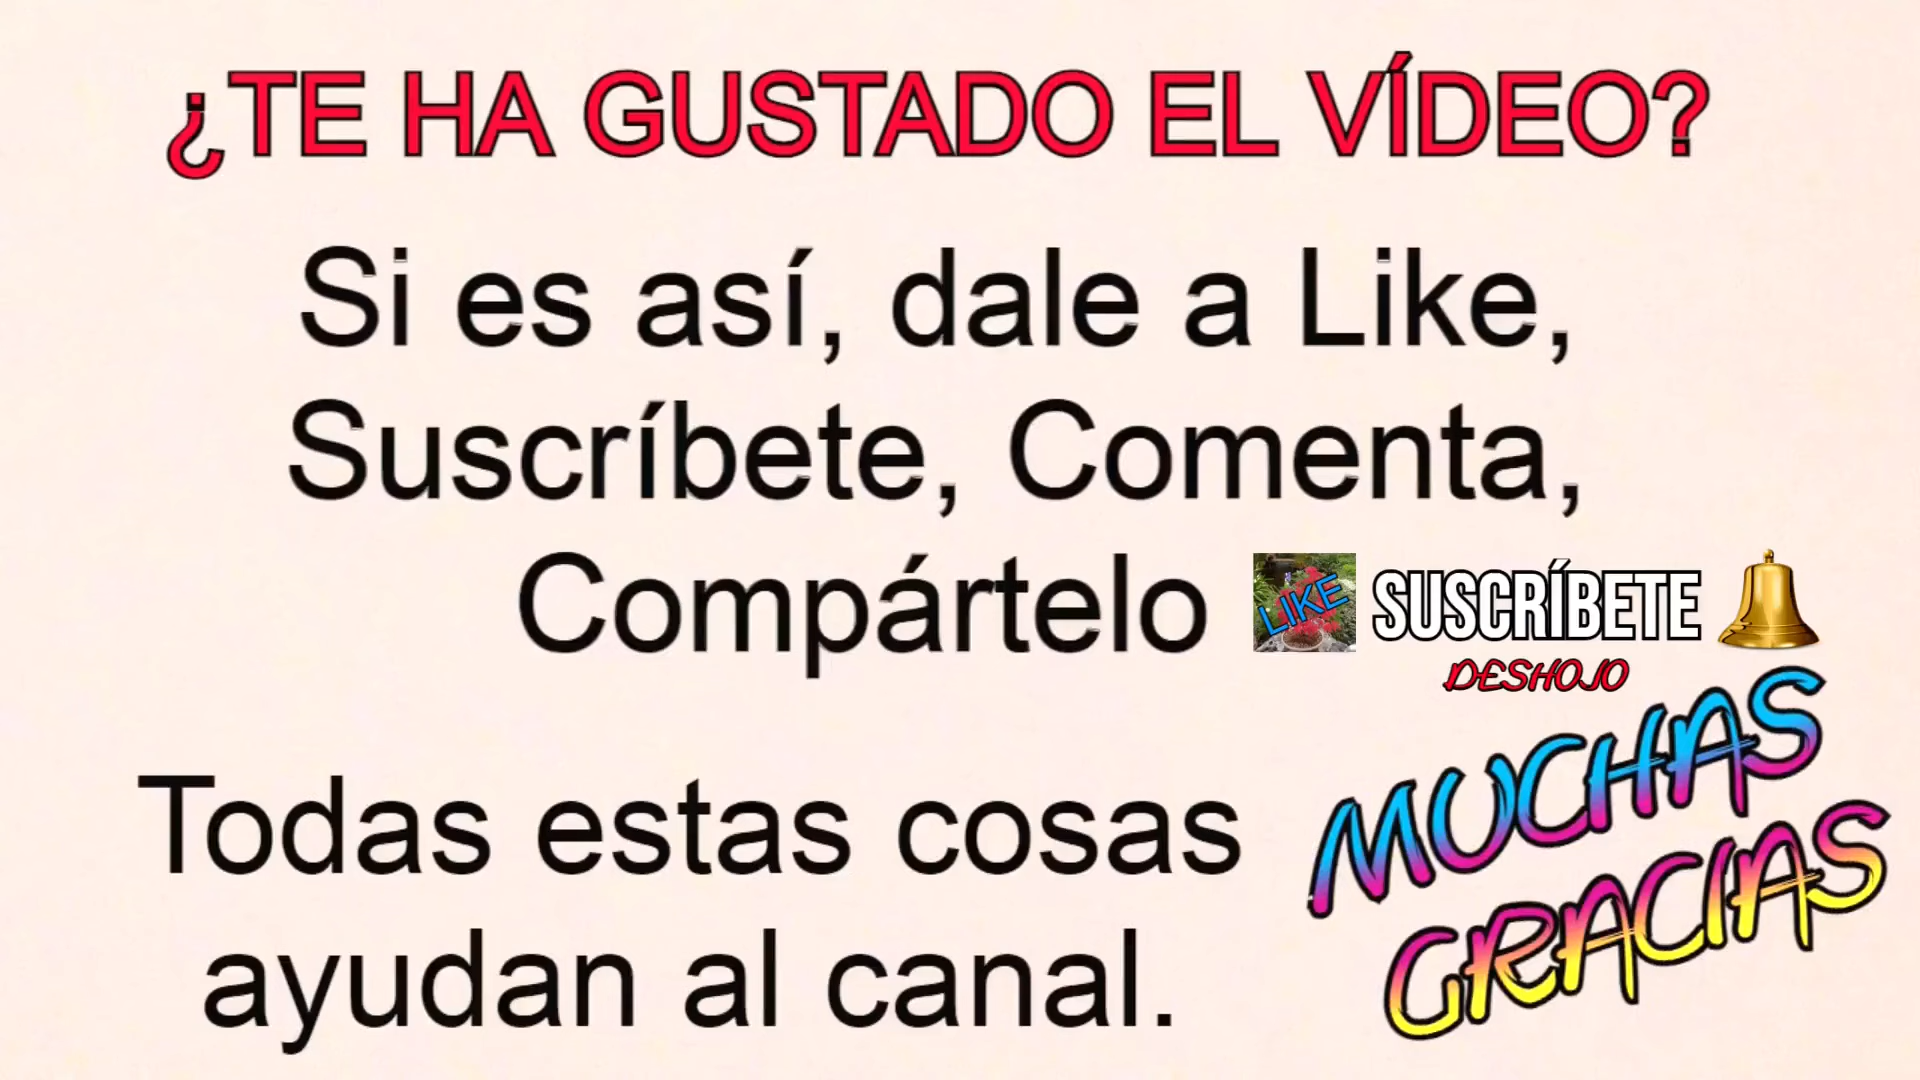 ¿TE HA GUSTADO EL VÍDEO?
Si es así, dale a Like,
Suscríbete, Comenta,
Compártelo
LIKE
SUSCRÍBETE
DESHOJO
MUCHAS
GRACIAS
Todas estas cosas
ayudan al canal.